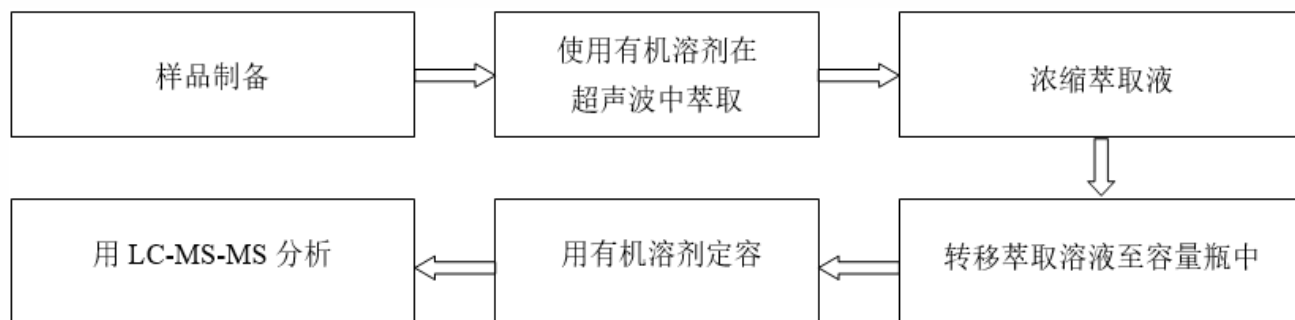 样品制备
使用有机溶剂在
超声波中萃取
浓缩萃取液
转移萃取溶液至容量瓶中
用有机溶剂定容
用 LC-MS-MS 分析